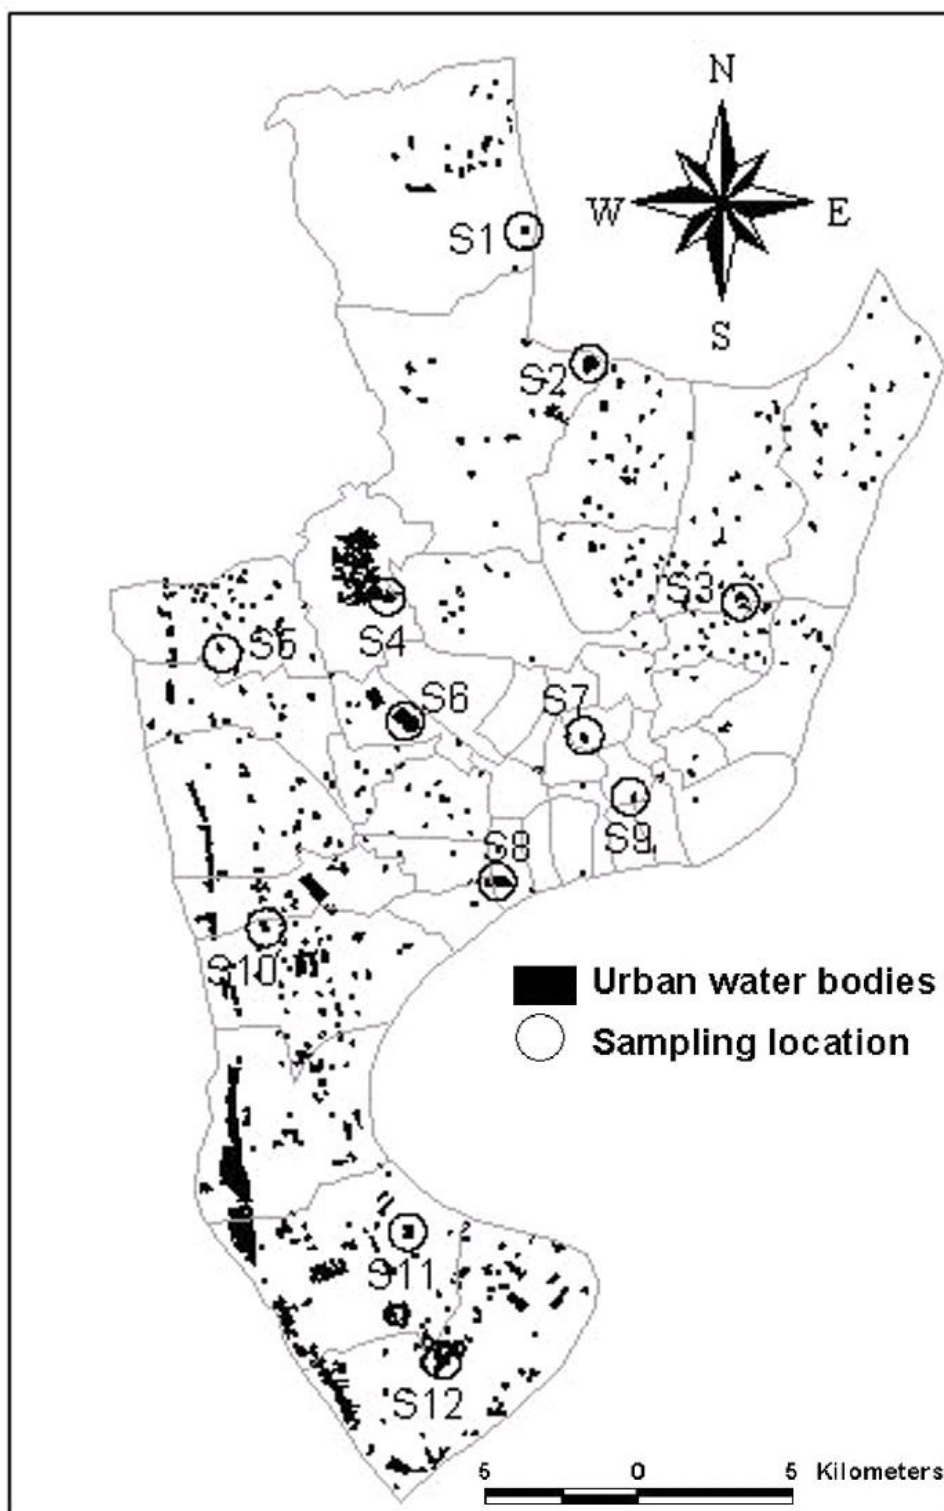 N
W E
S
S1
S2
S3
S4
S5
S6
S7
S8
S9
S10
S11
S12
Urban water bodies
Sampling location
5 0 5 Kilometers